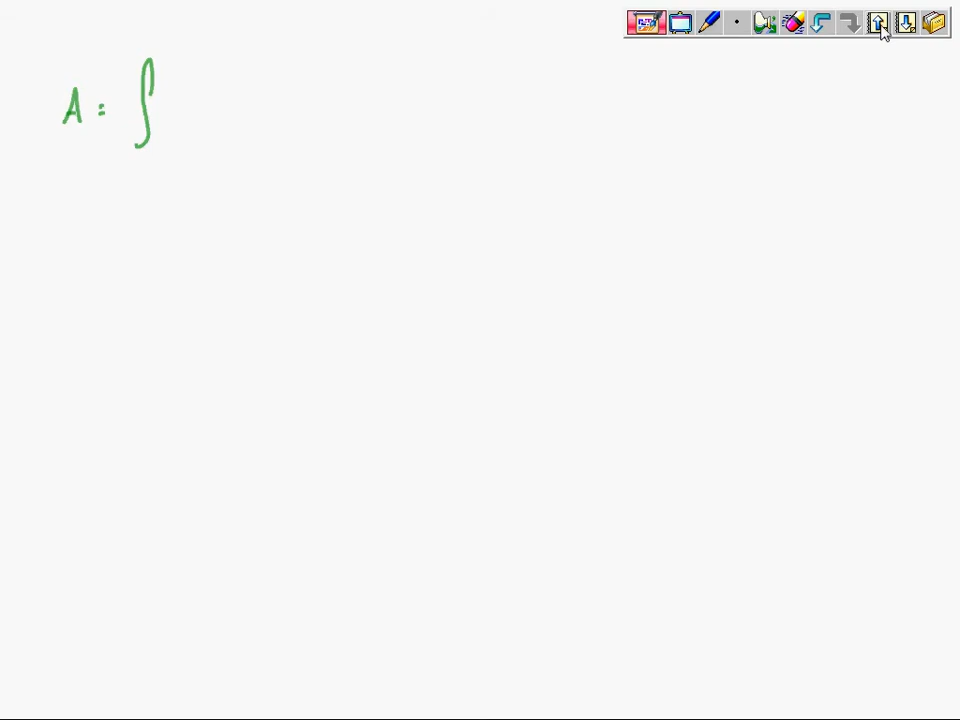 A = ∫